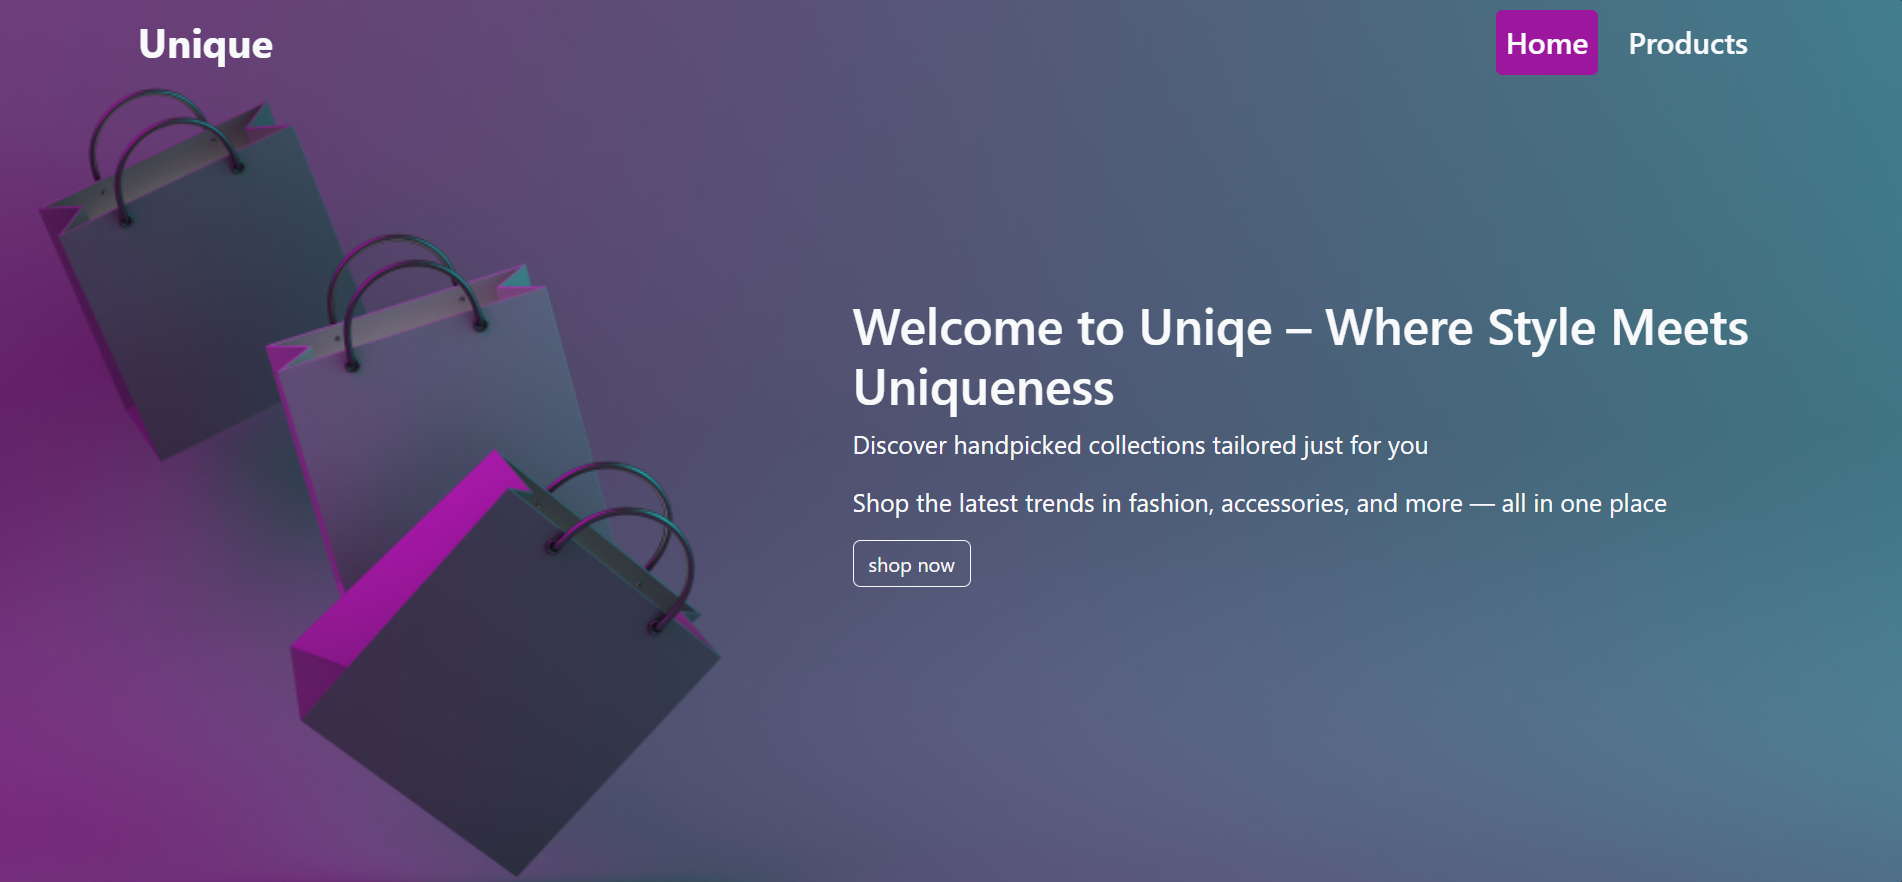 Unique
Home
Products
Welcome to Uniqe – Where Style Meets
Uniqueness
Discover handpicked collections tailored just for you
Shop the latest trends in fashion, accessories, and more — all in one place
shop now